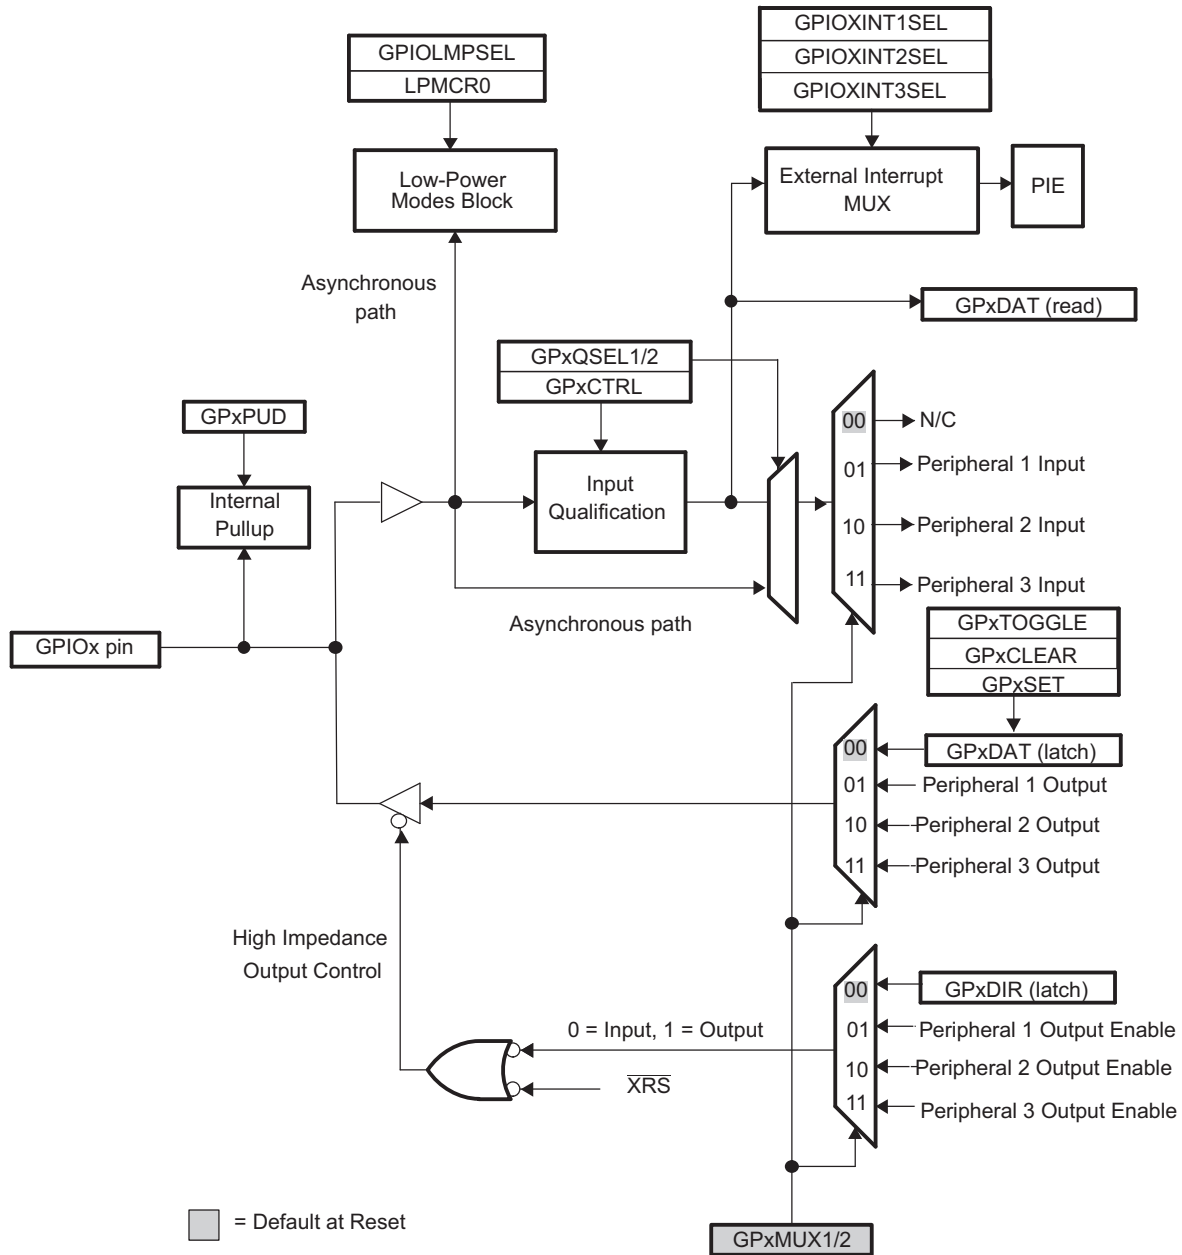 GPIOLMPSEL
LPMCR0
GPIOXINT1SEL
GPIOXINT2SEL
GPIOXINT3SEL
Low-Power
Modes Block
External Interrupt
MUX
PIE
Asynchronous
path
GPxDAT (read)
GPxQSEL1/2
GPxCTRL
GPxPUD
Internal
Pullup
Input
Qualification
00
N/C
01
Peripheral 1 Input
10
Peripheral 2 Input
11
Peripheral 3 Input
Asynchronous path
GPIOx pin
GPxTOGGLE
GPxCLEAR
GPxSET
00
GPxDAT (latch)
01
Peripheral 1 Output
10
Peripheral 2 Output
11
Peripheral 3 Output
High Impedance
Output Control
00
GPxDIR (latch)
0 = Input, 1 = Output
01
Peripheral 1 Output Enable
10
Peripheral 2 Output Enable
XRS
11
Peripheral 3 Output Enable
= Default at Reset
GPxMUX1/2